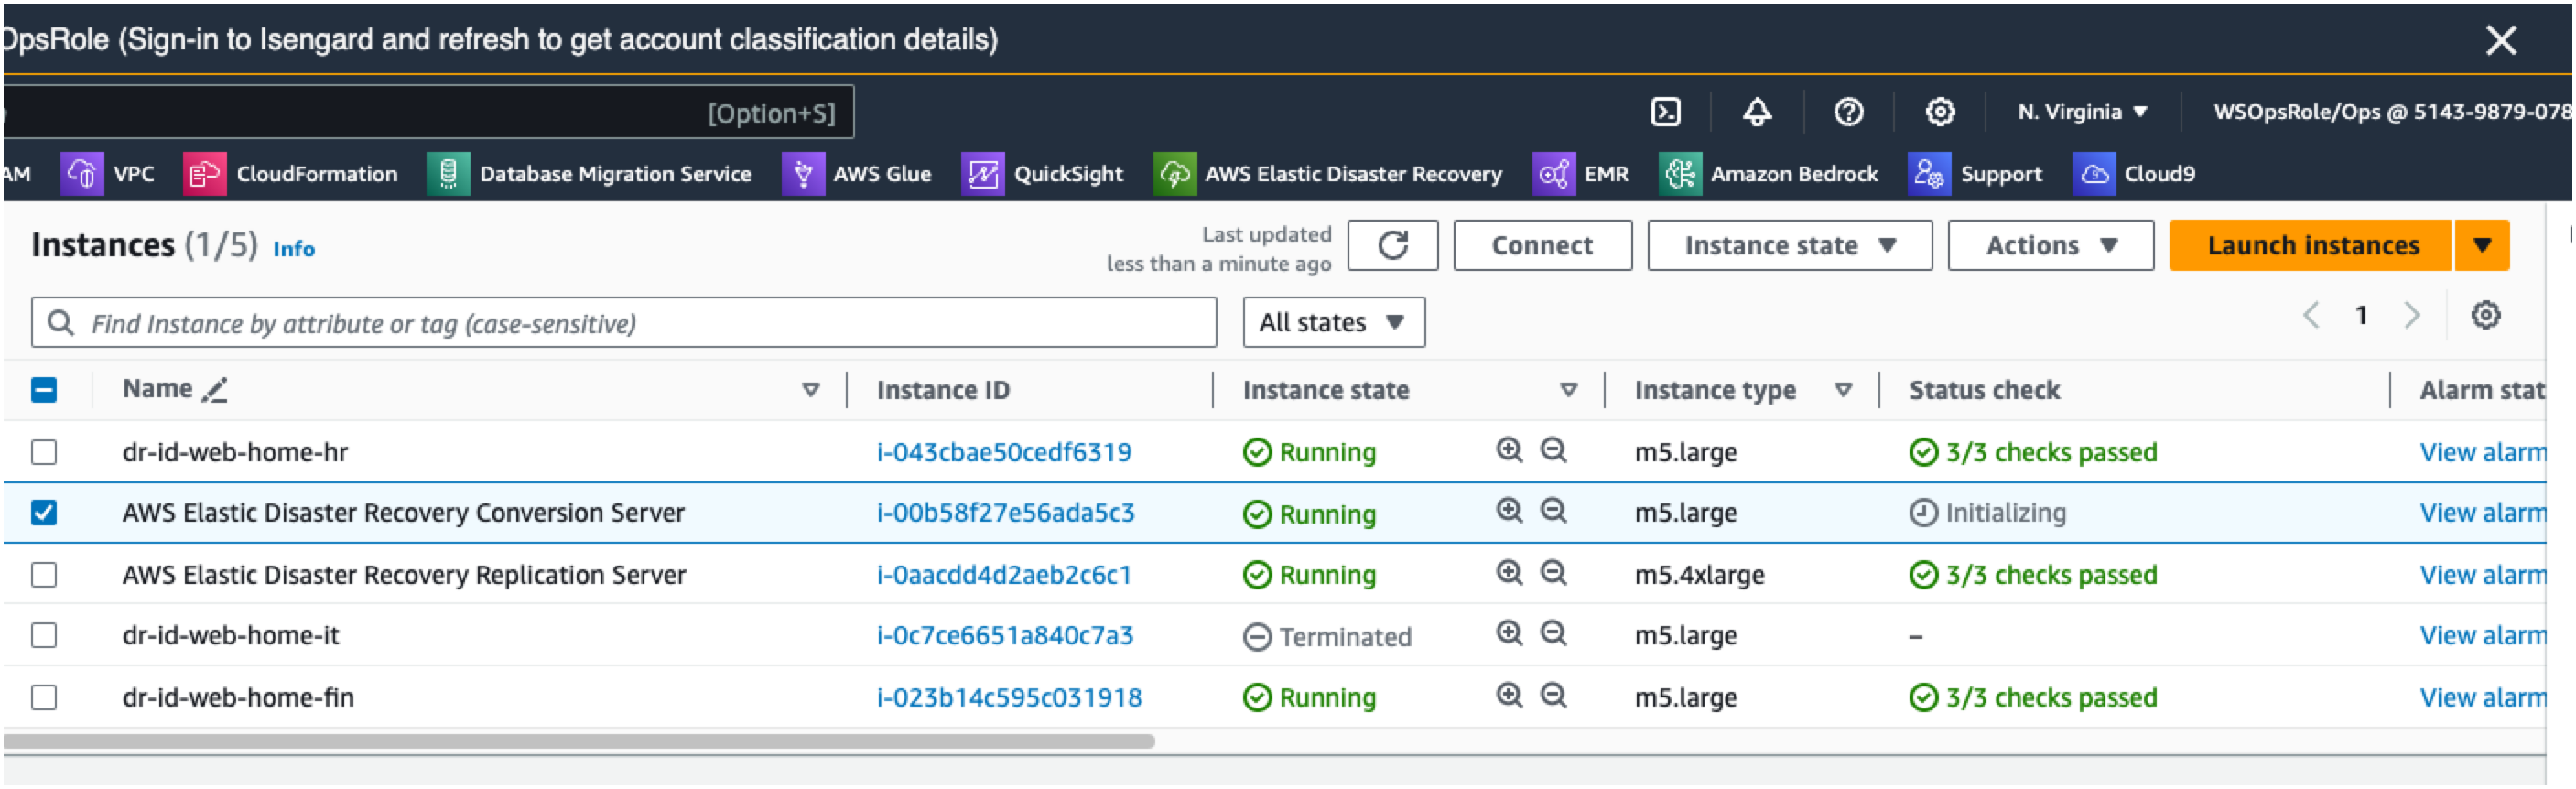 OpsRole (Sign-in to Isengard and refresh to get account classification details)
[Option+S]
N. Virginia
WSOpsRole/Ops @ 5143-9879-078
AM VPC CloudFormation Database Migration Service AWS Glue QuickSight AWS Elastic Disaster Recovery EMR Amazon Bedrock Support Cloud9
Instances (1/5) Info
Last updated
less than a minute ago
Connect Instance state Actions Launch instances
Find Instance by attribute or tag (case-sensitive)
All states
1
Name Instance ID Instance state Instance type Status check Alarm stat
dr-id-web-home-hr i-043cbae50cedf6319 Running m5.large 3/3 checks passed View alarm
AWS Elastic Disaster Recovery Conversion Server i-00b58f27e56ada5c3 Running m5.large Initializing View alarm
AWS Elastic Disaster Recovery Replication Server i-0aacdd4d2aeb2c6c1 Running m5.4xlarge 3/3 checks passed View alarm
dr-id-web-home-it i-0c7ce6651a840c7a3 Terminated m5.large – View alarm
dr-id-web-home-fin i-023b14c595c031918 Running m5.large 3/3 checks passed View alarm